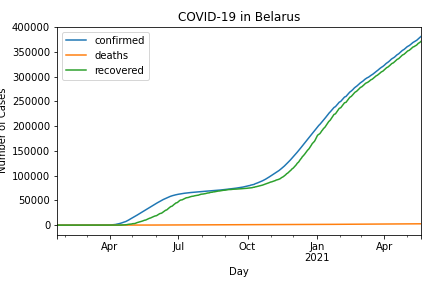 COVID-19 in Belarus
400000
350000
300000
250000
200000
150000
100000
50000
0
Number of Cases
confirmed
deaths
recovered
Apr
Jul
Oct
Jan
2021
Apr
Day